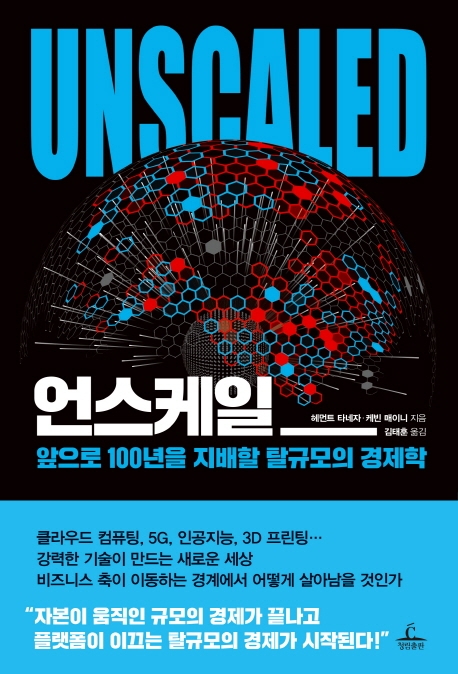 UNSCALED
언스케일
헤먼트 타네자·케빈 매이니 지음
김태훈 옮김
앞으로 100년을 지배할 탈규모의 경제학
클라우드 컴퓨팅, 5G, 인공지능, 3D 프린팅…
강력한 기술이 만드는 새로운 세상
비즈니스 축이 이동하는 경계에서 어떻게 살아남을 것인가
“자본이 움직인 규모의 경제가 끝나고
플랫폼이 이끄는 탈규모의 경제가 시작된다!”
청림출판